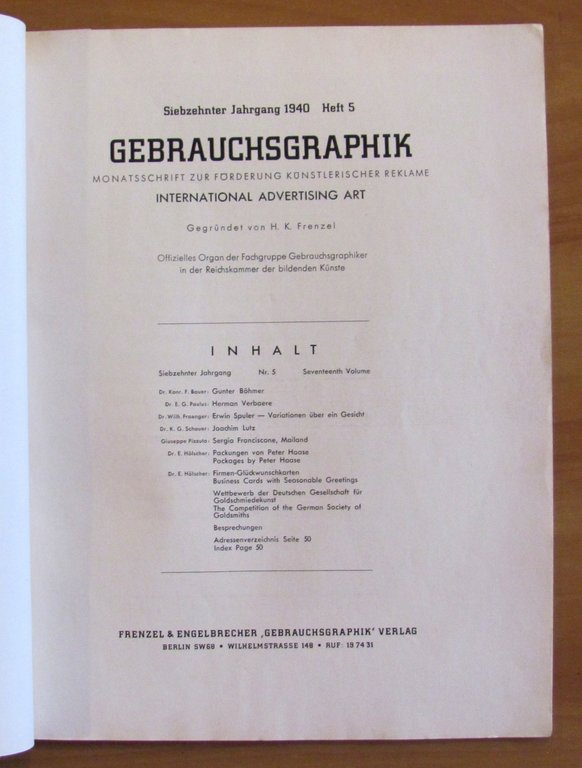 Siebzehnter Jahrgang 1940 Heft 5
GEBRAUCHSGRAPHIK
MONATSSCHRIFT ZUR FÖRDERUNG KÜNSTLERISCHER REKLAME
INTERNATIONAL ADVERTISING ART
Gegründet von H. K. Frenzel
Offizielles Organ der Fachgruppe Gebrauchsgraphiker
in der Reichskammer der bildenden Künste
INHALT
Siebzehnter Jahrgang Nr. 5 Seventeenth Volume
Dr. Konr. F. Bauer: Gunter Böhmer
Dr. E. G. Pauler: Herman Verbaere
Dr. Wilh. Fraenger: Erwin Spuler — Variationen über ein Gesicht
Dr. K. G. Schauer: Joachim Lutz
Giuseppe Pizzuto: Sergio Franciscone, Mailand
Dr. E. Hölscher: Packungen von Peter Haase
Packages by Peter Haase
Dr. E. Hölscher: Firmen-Glückwunschkarten
Business Cards with Seasonable Greetings
Wettbewerb der Deutschen Gesellschaft für
Goldschmiedekunst
The Competition of the German Society of
Goldsmiths
Besprechungen
Adressenverzeichnis Seite 50
Index Page 50
FRENZEL & ENGELBRECHER „GEBRAUCHSGRAPHIK" VERLAG
BERLIN SW68 • WILHELMSTRASSE 148 • RUF: 19 74 31